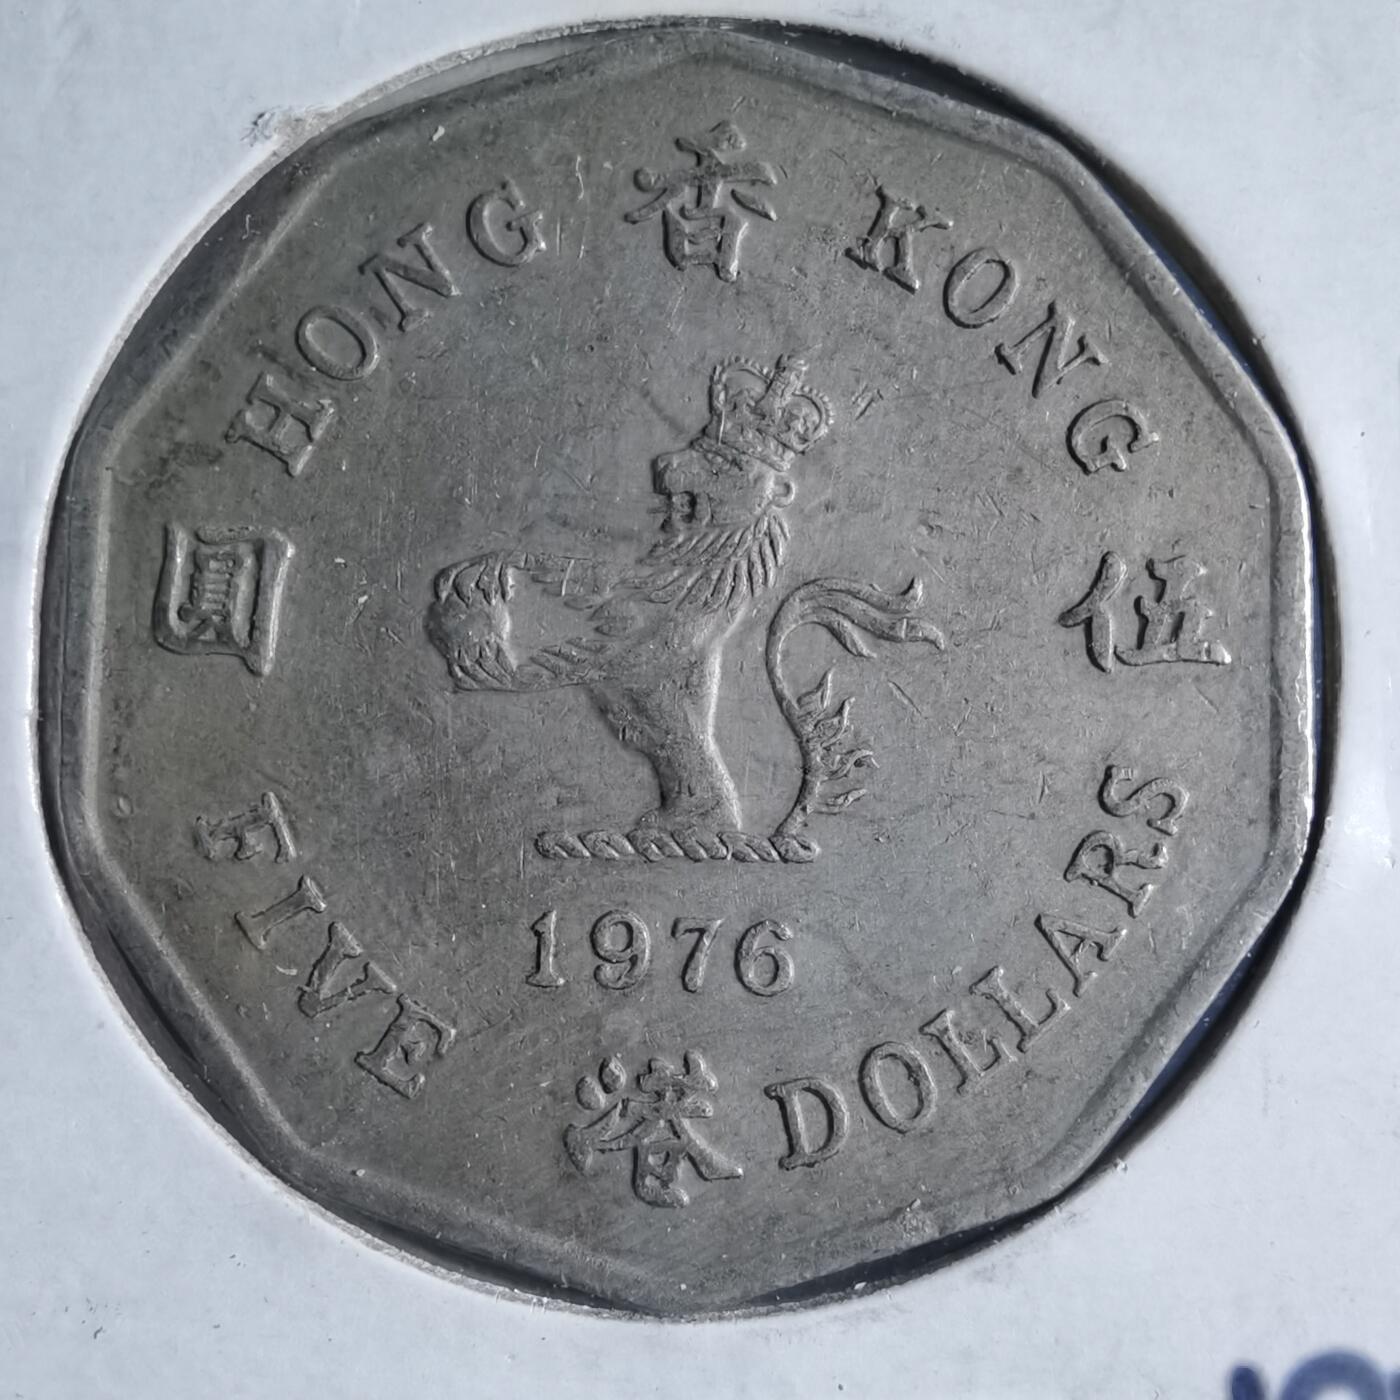 HONG KONG
香港
伍圓
1976
FIVE DOLLARS